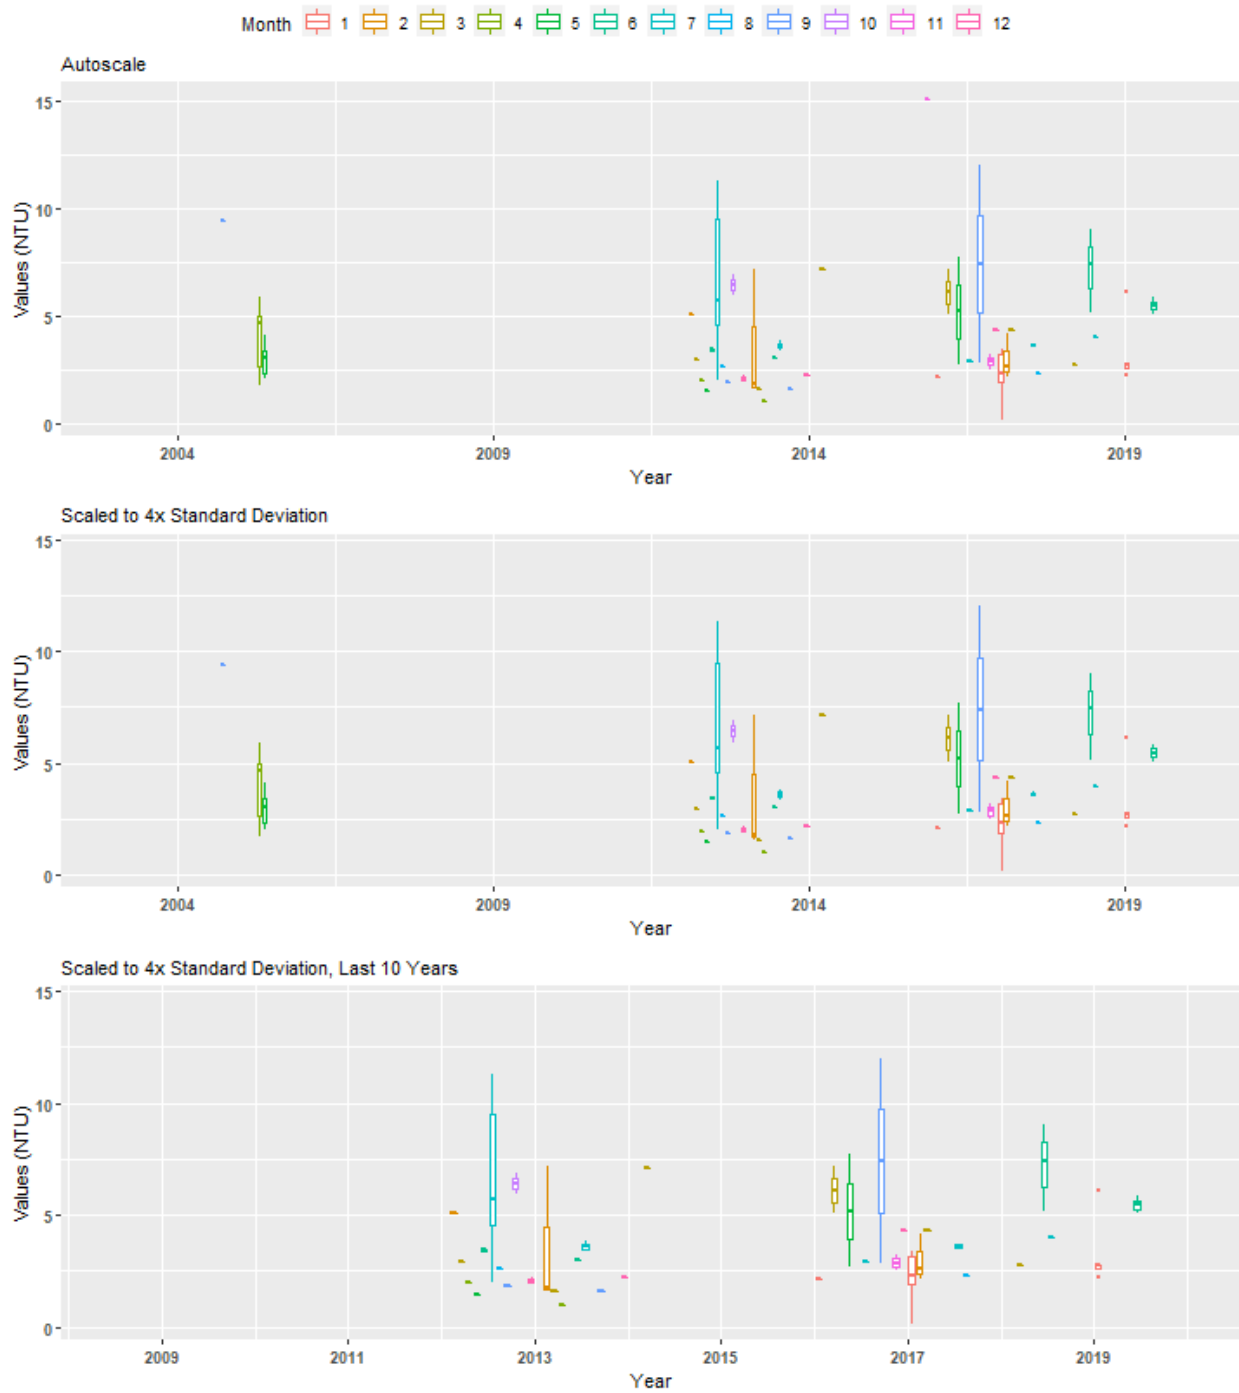 Month 1 2 3 4 5 6 7 8 9 10 11 12
Autoscale
15
10
5
0
Values (NTU)
2004 2009 2014 2019
Year
Scaled to 4x Standard Deviation
15
10
5
0
Values (NTU)
2004 2009 2014 2019
Year
Scaled to 4x Standard Deviation, Last 10 Years
15
10
5
0
Values (NTU)
2009 2011 2013 2015 2017 2019
Year